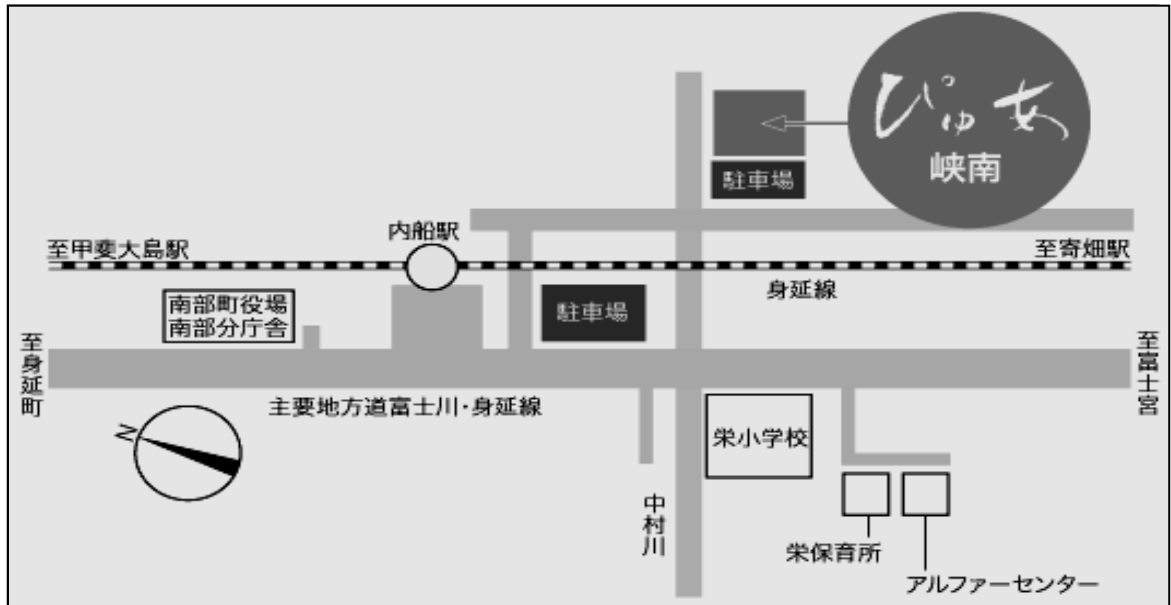 ぴゅあ
峡南
駐車場
内船駅
至甲斐大島駅
至寄畑駅
身延線
南部町役場
南部分庁舎
駐車場
至身延町
至富士宮
主要地方道富士川・身延線
N
栄小学校
中村川
栄保育所
アルファーセンター